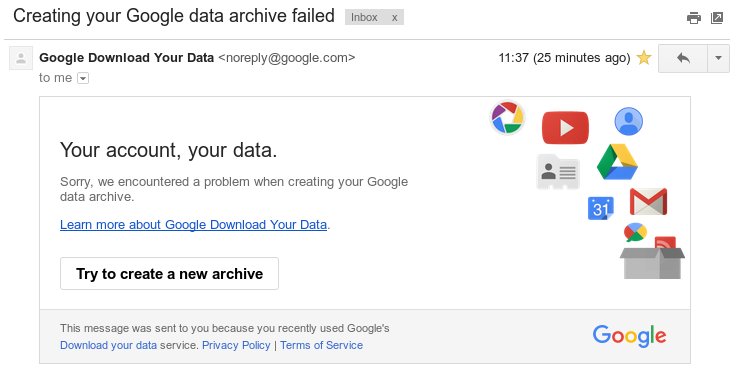 Creating your Google data archive failed Inbox x
Google Download Your Data <noreply@google.com> 11:37 (25 minutes ago)
to me
Your account, your data.
Sorry, we encountered a problem when creating your Google
data archive.
Learn more about Google Download Your Data.
31
Try to create a new archive
This message was sent to you because you recently used Google's
Download your data service. Privacy Policy | Terms of Service
Google